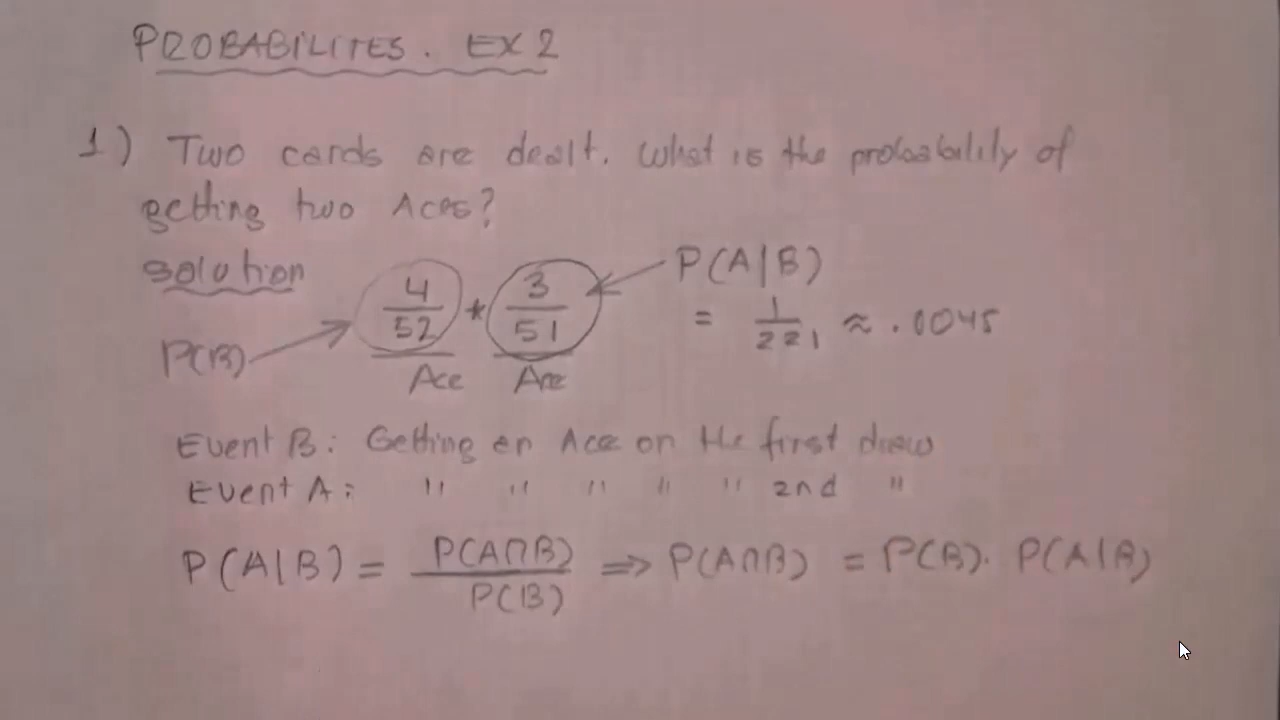 PROBABILITES. EX 2
1) Two cards are dealt. What is the probability of
getting two Aces?
Solution
4/52 * 3/51
P(A|B)
= 1/221 ≈ .0045
P(B)
Ace Ace
Event B: Getting an Ace on the first draw
Event A: " " " " " 2nd "
P(A|B) = P(A∩B)/P(B) ⇒ P(A∩B) = P(B). P(A|B)